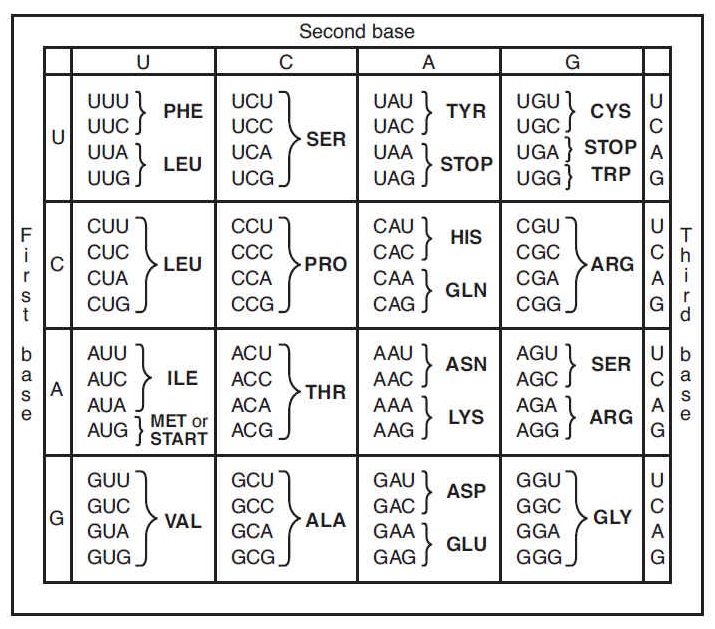 Second base
U C A G
First base
Third base
U
UUU PHE UCU SER UAU TYR UGU CYS U
UUC UCC UAC UGC C
UUA LEU UCA UAA STOP UGA STOP A
UUG UCG UAG UGG TRP G
C
CUU LEU CCU PRO CAU HIS CGU ARG U
CUC CCC CAC CGC C
CUA CCA CAA GLN CGA A
CUG CCG CAG CGG G
A
AUU ILE ACU THR AAU ASN AGU SER U
AUC ACC AAC AGC C
AUA ACA AAA LYS AGA ARG A
AUG MET or START ACG AAG AGG G
G
GUU VAL GCU ALA GAU ASP GGU GLY U
GUC GCC GAC GGC C
GUA GCA GAA GLU GGA A
GUG GCG GAG GGG G